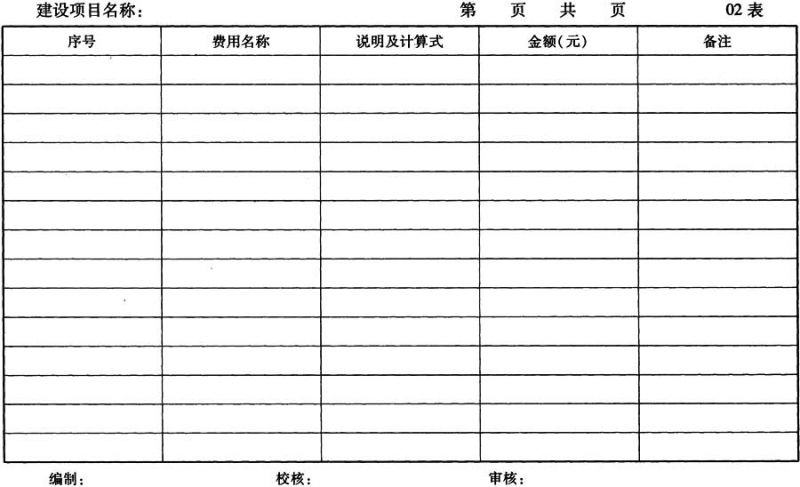 建设项目名称： 第 页 共 页 02 表
序号 费用名称 说明及计算式 金额(元) 备注
编制： 校核： 审核：